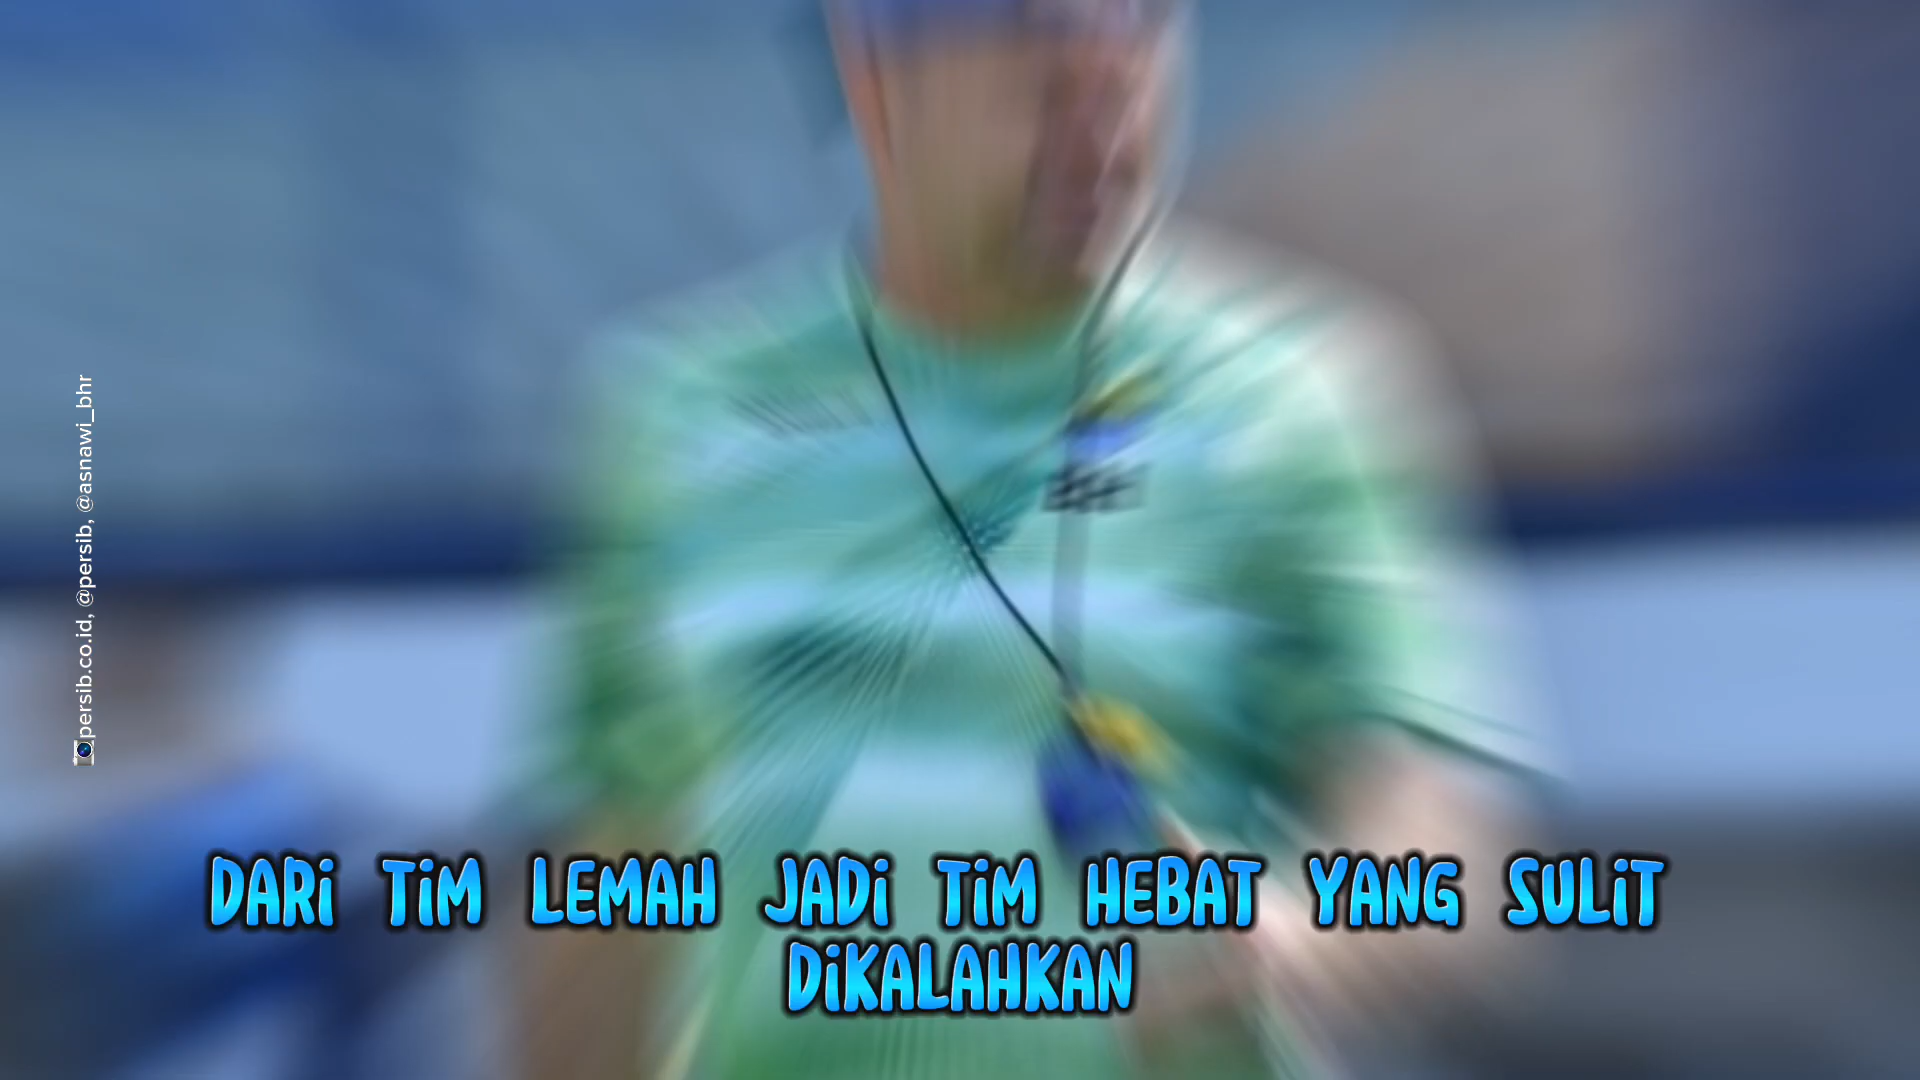 DARi TiM LEMAH JADi TiM HEBAT YANG SULiT
DiKALAHKAN
📷persib.co.id, @persib, @asnawi_bhr